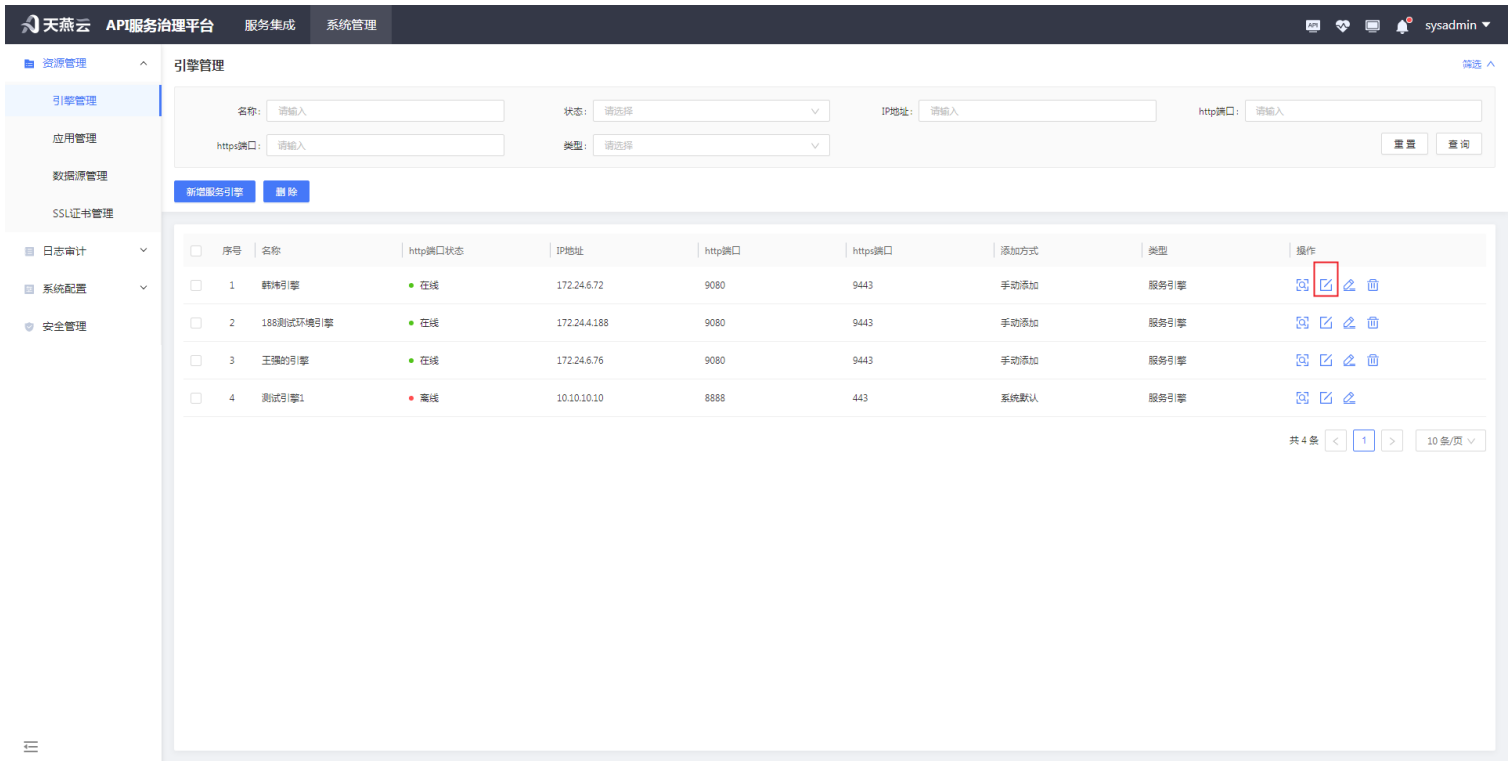 天燕云 API服务治理平台 服务集成 系统管理 API sysadmin
资源管理
引擎管理
应用管理
数据源管理
SSL证书管理
日志审计
系统配置
安全管理
引擎管理 筛选
名称: 请输入 状态: 请选择 IP地址: 请输入 http端口: 请输入
https端口: 请输入 类型: 请选择 重置 查询
新增服务引擎 删除
序号 名称 http端口状态 IP地址 http端口 https端口 添加方式 类型 操作
1 韩炜引擎 在线 172.24.6.72 9080 9443 手动添加 服务引擎
2 188测试环境引擎 在线 172.24.4.188 9080 9443 手动添加 服务引擎
3 王强的引擎 在线 172.24.6.76 9080 9443 手动添加 服务引擎
4 测试引擎1 离线 10.10.10.10 8888 443 系统默认 服务引擎
共 4 条 1 10 条/页